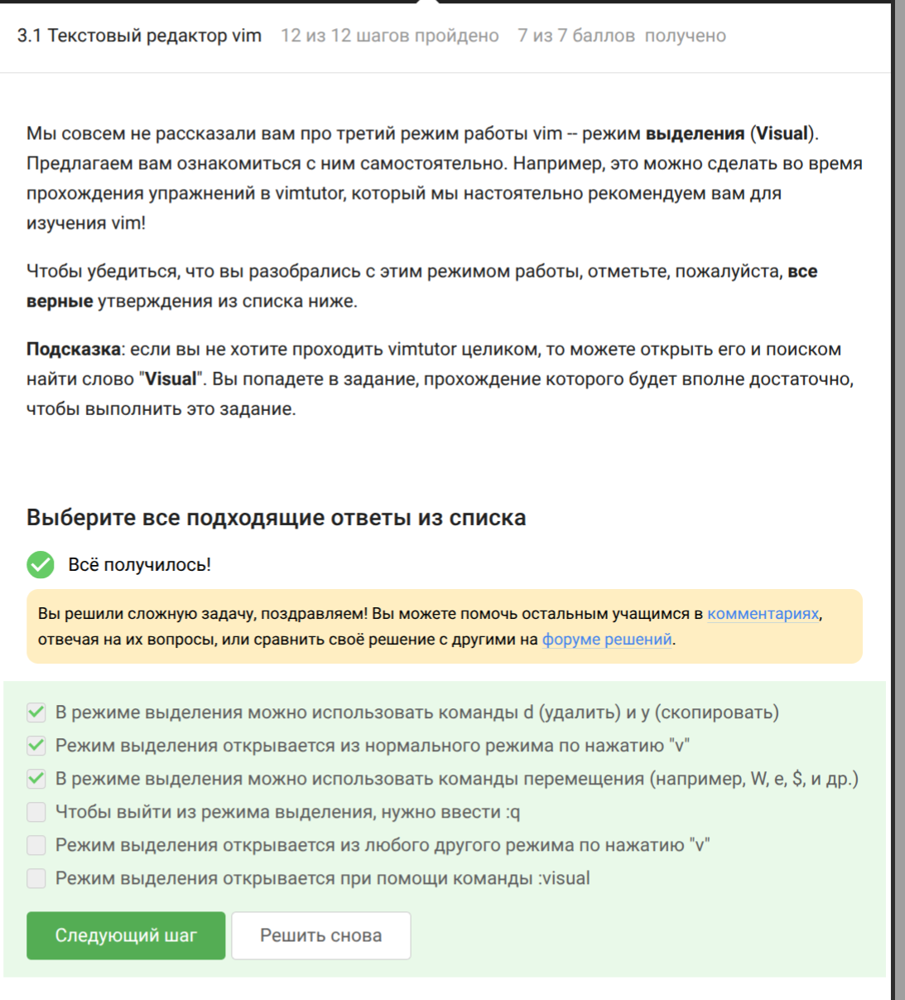 3.1 Текстовый редактор vim 12 из 12 шагов пройдено 7 из 7 баллов получено
Мы совсем не рассказали вам про третий режим работы vim -- режим выделения (Visual).
Предлагаем вам ознакомиться с ним самостоятельно. Например, это можно сделать во время
прохождения упражнений в vimtutor, который мы настоятельно рекомендуем вам для
изучения vim!
Чтобы убедиться, что вы разобрались с этим режимом работы, отметьте, пожалуйста, все
верные утверждения из списка ниже.
Подсказка: если вы не хотите проходить vimtutor целиком, то можете открыть его и поиском
найти слово "Visual". Вы попадете в задание, прохождение которого будет вполне достаточно,
чтобы выполнить это задание.
Выберите все подходящие ответы из списка
Всё получилось!
Вы решили сложную задачу, поздравляем! Вы можете помочь остальным учащимся в комментариях,
отвечая на их вопросы, или сравнить своё решение с другими на форуме решений.
В режиме выделения можно использовать команды d (удалить) и y (скопировать)
Режим выделения открывается из нормального режима по нажатию "v"
В режиме выделения можно использовать команды перемещения (например, W, e, $, и др.)
Чтобы выйти из режима выделения, нужно ввести :q
Режим выделения открывается из любого другого режима по нажатию "v"
Режим выделения открывается при помощи команды :visual
Следующий шаг Решить снова